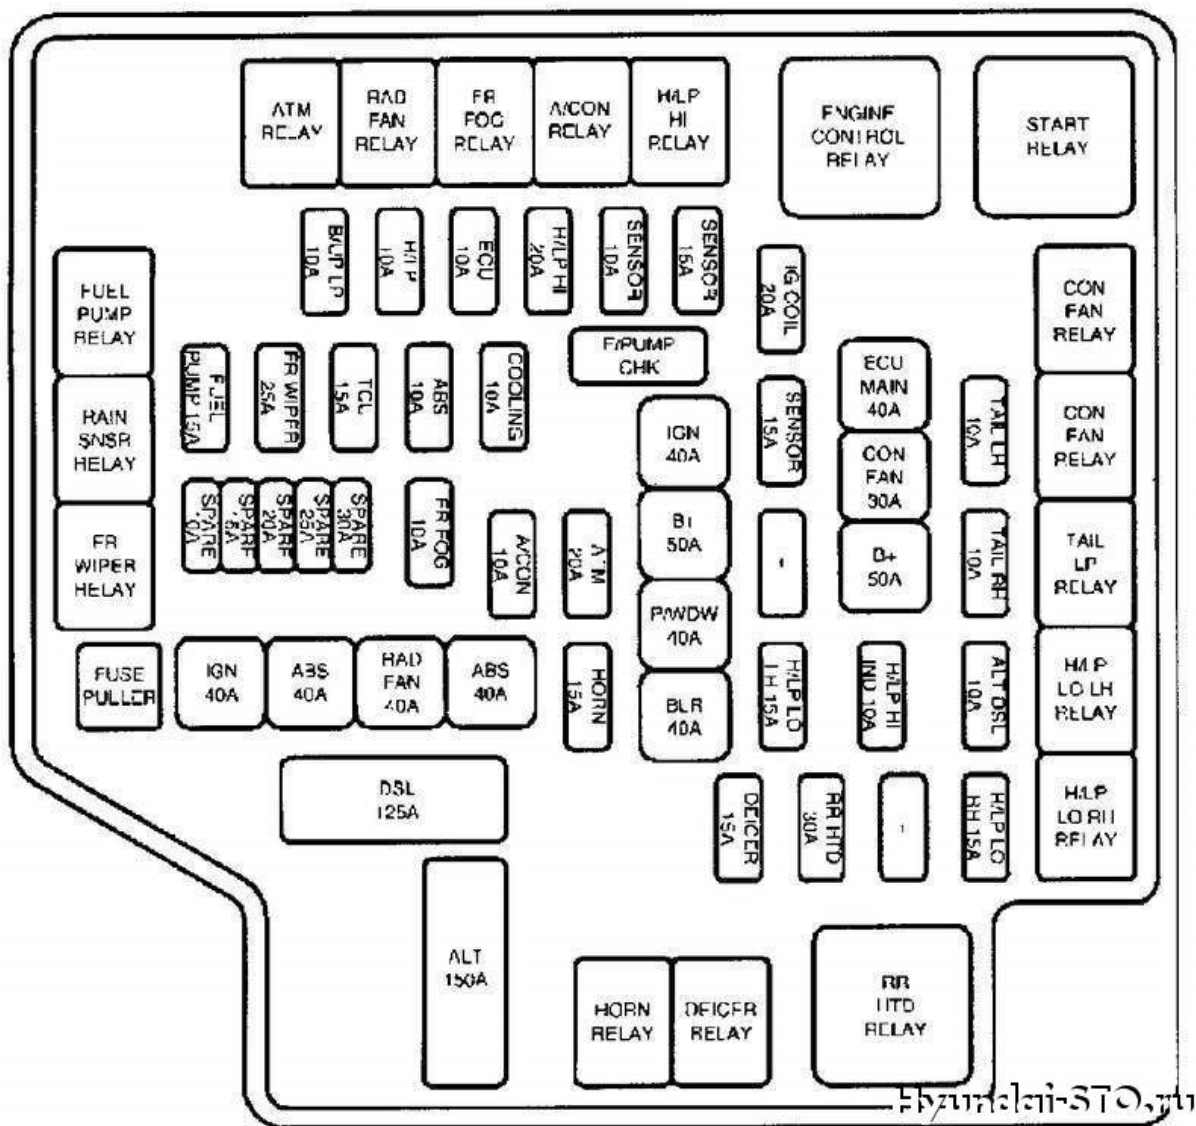 ATM
RELAY
RAD
FAN
RELAY
FR
FOG
RELAY
A/CON
RELAY
H/LP
HI
RELAY
ENGINE
CONTROL
RELAY
START
RELAY
B/UP LP
10A
H/LP
10A
ECU
10A
H/LP HI
20A
SENSOR
10A
SENSOR
15A
IG COIL
20A
FUEL
PUMP
RELAY
CON
FAN
RELAY
F/PUMP
CHK
FUEL
PUMP 15A
FR WIPER
25A
TCU
15A
ABS
10A
COOLING
10A
ECU
MAIN
40A
RAIN
SNSR
RELAY
IGN
40A
SENSOR
15A
CON
FAN
30A
TAIL LH
10A
CON
FAN
RELAY
SPARE
10A
SPARE
15A
SPARE
20A
SPARE
25A
SPARE
30A
FR FOG
10A
FR
WIPER
RELAY
A/CON
10A
ATM
20A
B+
50A
B+
50A
TAIL RH
10A
TAIL
LP
RELAY
P/WDW
40A
FUSE
PULLER
IGN
40A
ABS
40A
RAD
FAN
40A
ABS
40A
HORN
15A
BLR
40A
H/LP LO
LH 15A
H/LP HI
IND 10A
ALT DSL
10A
H/LP
LO LH
RELAY
DSL
125A
DEICER
15A
RR HTD
30A
H/LP LO
RH 15A
H/LP
LO RH
RELAY
ALT
150A
HORN
RELAY
DEICER
RELAY
RR
HTD
RELAY
Hyundai-STO.ru